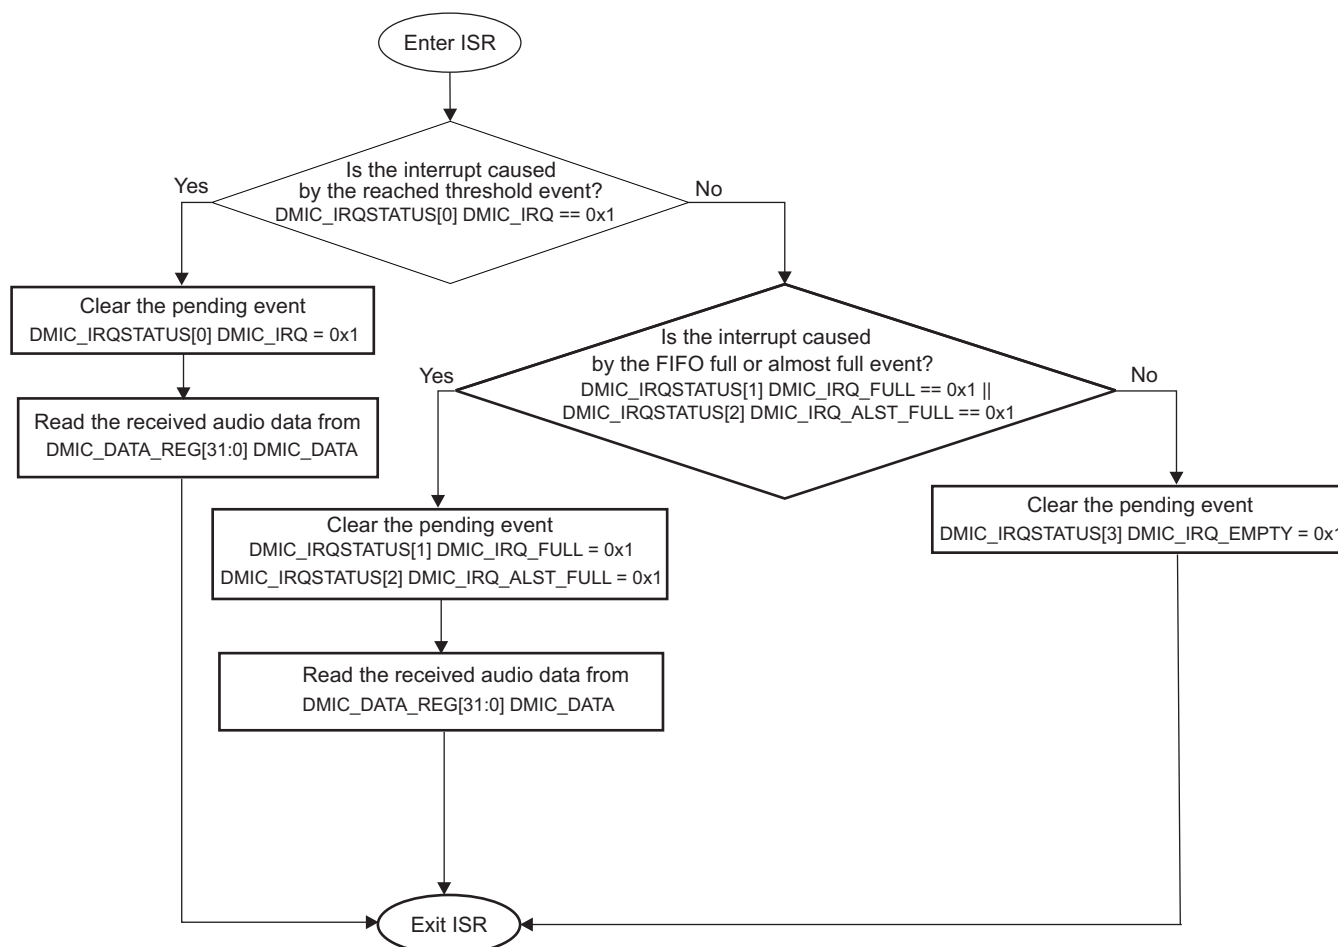 Enter ISR
Is the interrupt caused
by the reached threshold event?
DMIC_IRQSTATUS[0] DMIC_IRQ == 0x1
Yes
No
Clear the pending event
DMIC_IRQSTATUS[0] DMIC_IRQ = 0x1
Read the received audio data from
DMIC_DATA_REG[31:0] DMIC_DATA
Is the interrupt caused
by the FIFO full or almost full event?
DMIC_IRQSTATUS[1] DMIC_IRQ_FULL == 0x1 ||
DMIC_IRQSTATUS[2] DMIC_IRQ_ALST_FULL == 0x1
Yes
No
Clear the pending event
DMIC_IRQSTATUS[1] DMIC_IRQ_FULL = 0x1
DMIC_IRQSTATUS[2] DMIC_IRQ_ALST_FULL = 0x1
Read the received audio data from
DMIC_DATA_REG[31:0] DMIC_DATA
Clear the pending event
DMIC_IRQSTATUS[3] DMIC_IRQ_EMPTY = 0x1
Exit ISR